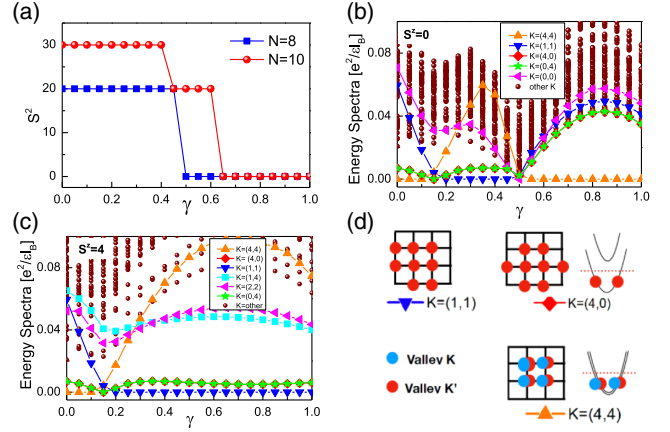 (a)
S²
30
20
10
0
N=8
N=10
0.0 0.2 0.4 0.6 0.8 1.0
γ
(b)
Energy Spectra [e²/εl_B]
0.08
0.04
0.00
S^z=0
K=(4,4)
K=(1,1)
K=(4,0)
K=(0,4)
K=(0,0)
other K
0.0 0.2 0.4 0.6 0.8 1.0
γ
(c)
Energy Spectra [e²/εl_B]
0.08
0.04
0.00
S^z=4
K=(4,4)
K=(4,0)
K=(1,1)
K=(1,4)
K=(2,2)
K=(0,4)
K=other
0.0 0.2 0.4 0.6 0.8 1.0
γ
(d)
K=(1,1)
K=(4,0)
Vallev K
Vallev K'
K=(4,4)